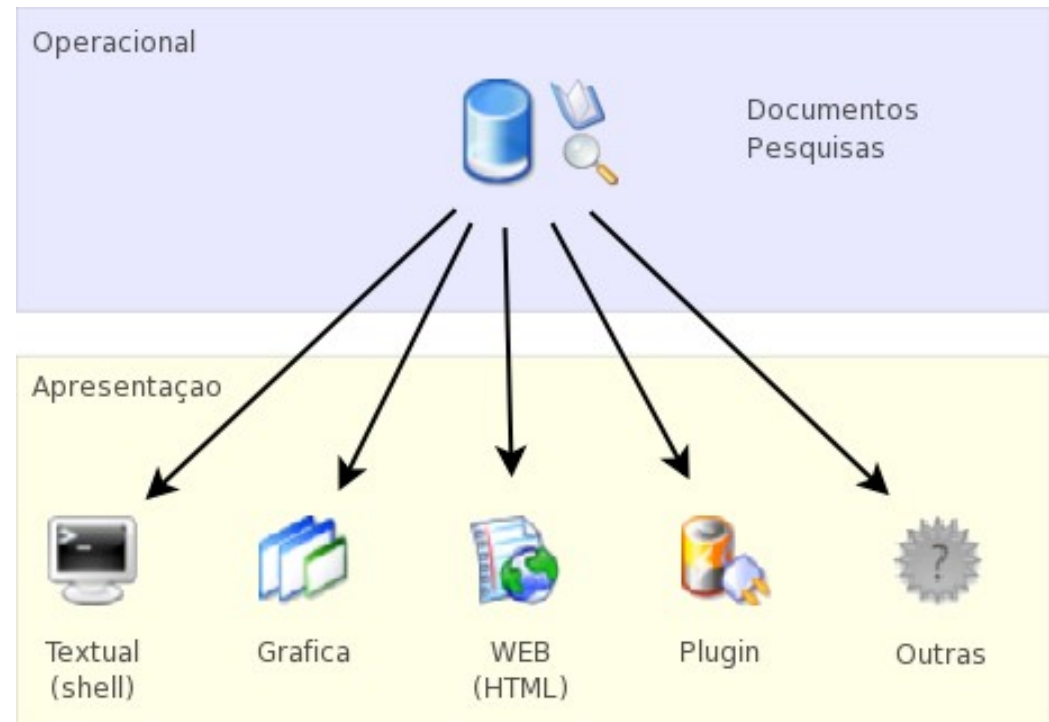 Operacional
Documentos
Pesquisas
Apresentaçao
>_
?
Textual
(shell)
Grafica
WEB
(HTML)
Plugin
Outras